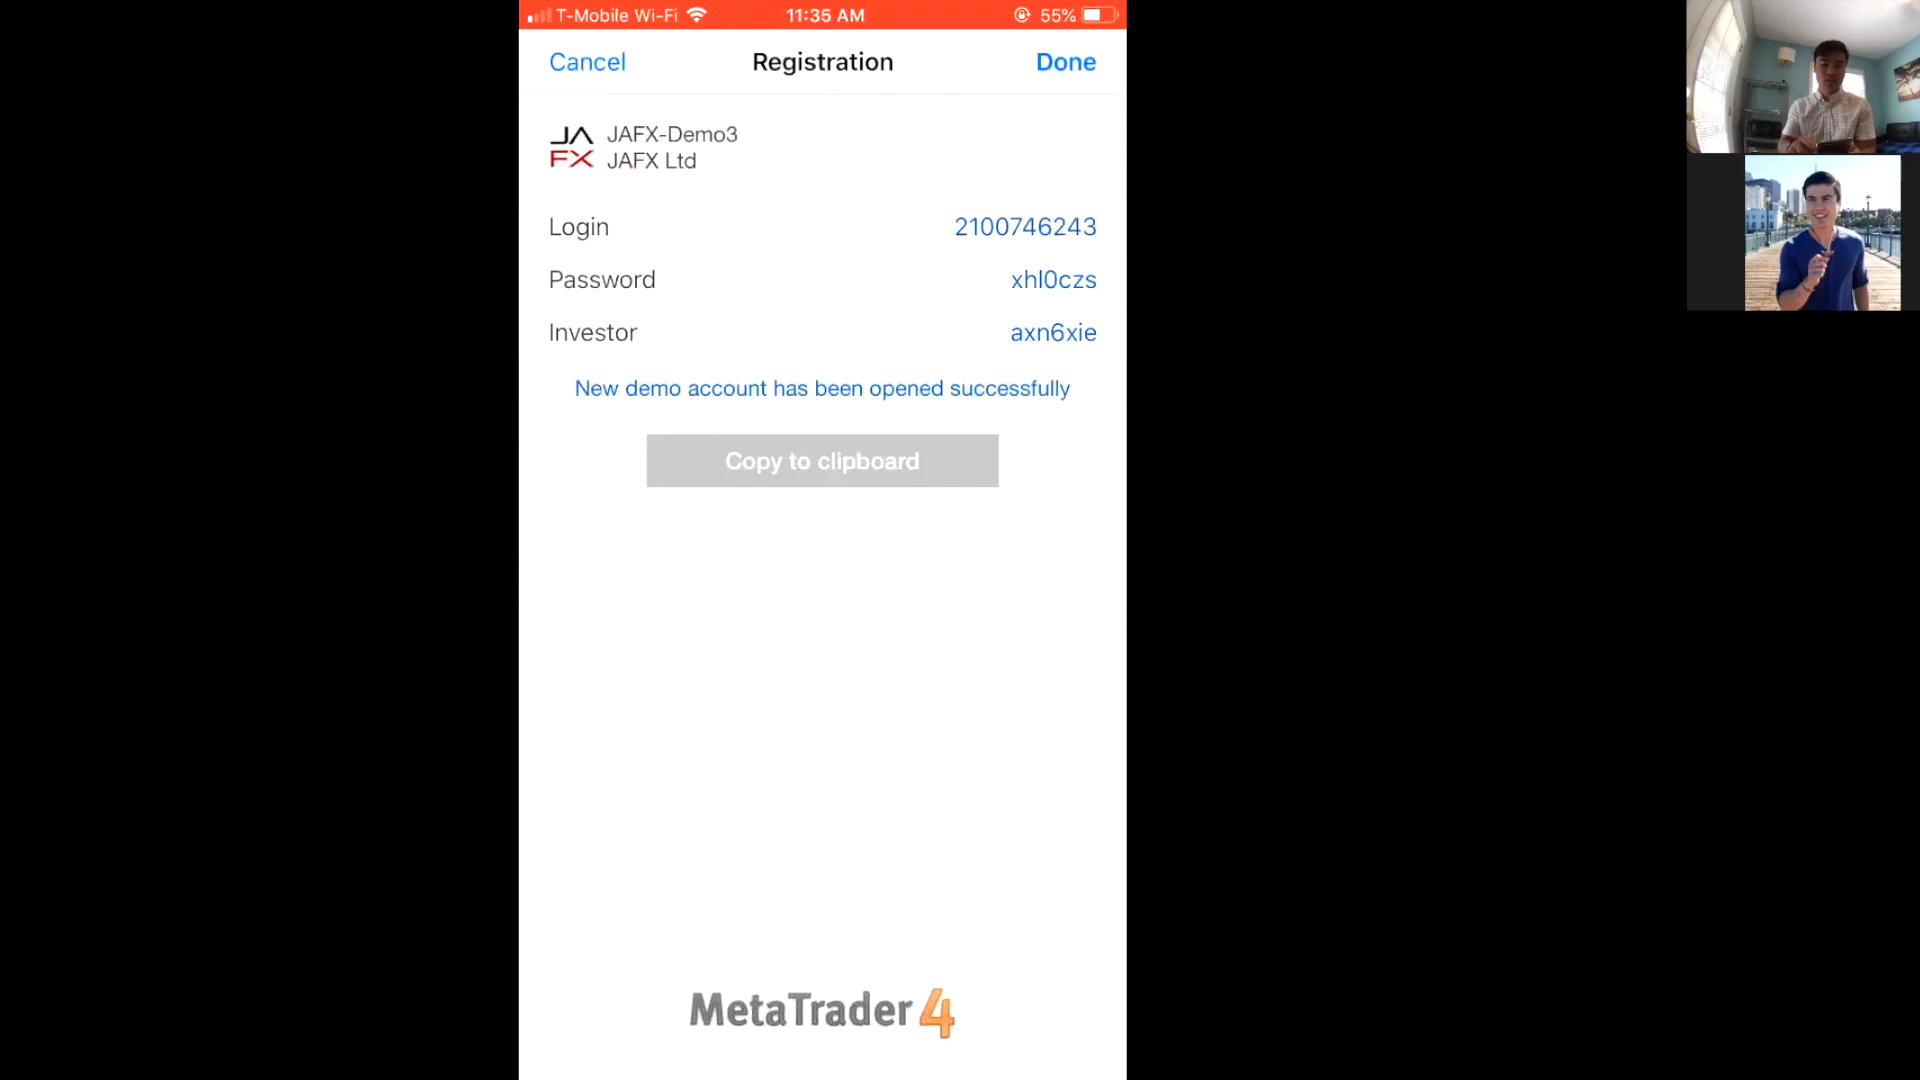 T-Mobile Wi-Fi 11:35 AM 55%
Cancel Registration Done
JA
FX
JAFX-Demo3
JAFX Ltd
Login 2100746243
Password xhl0czs
Investor axn6xie
New demo account has been opened successfully
Copy to clipboard
MetaTrader 4